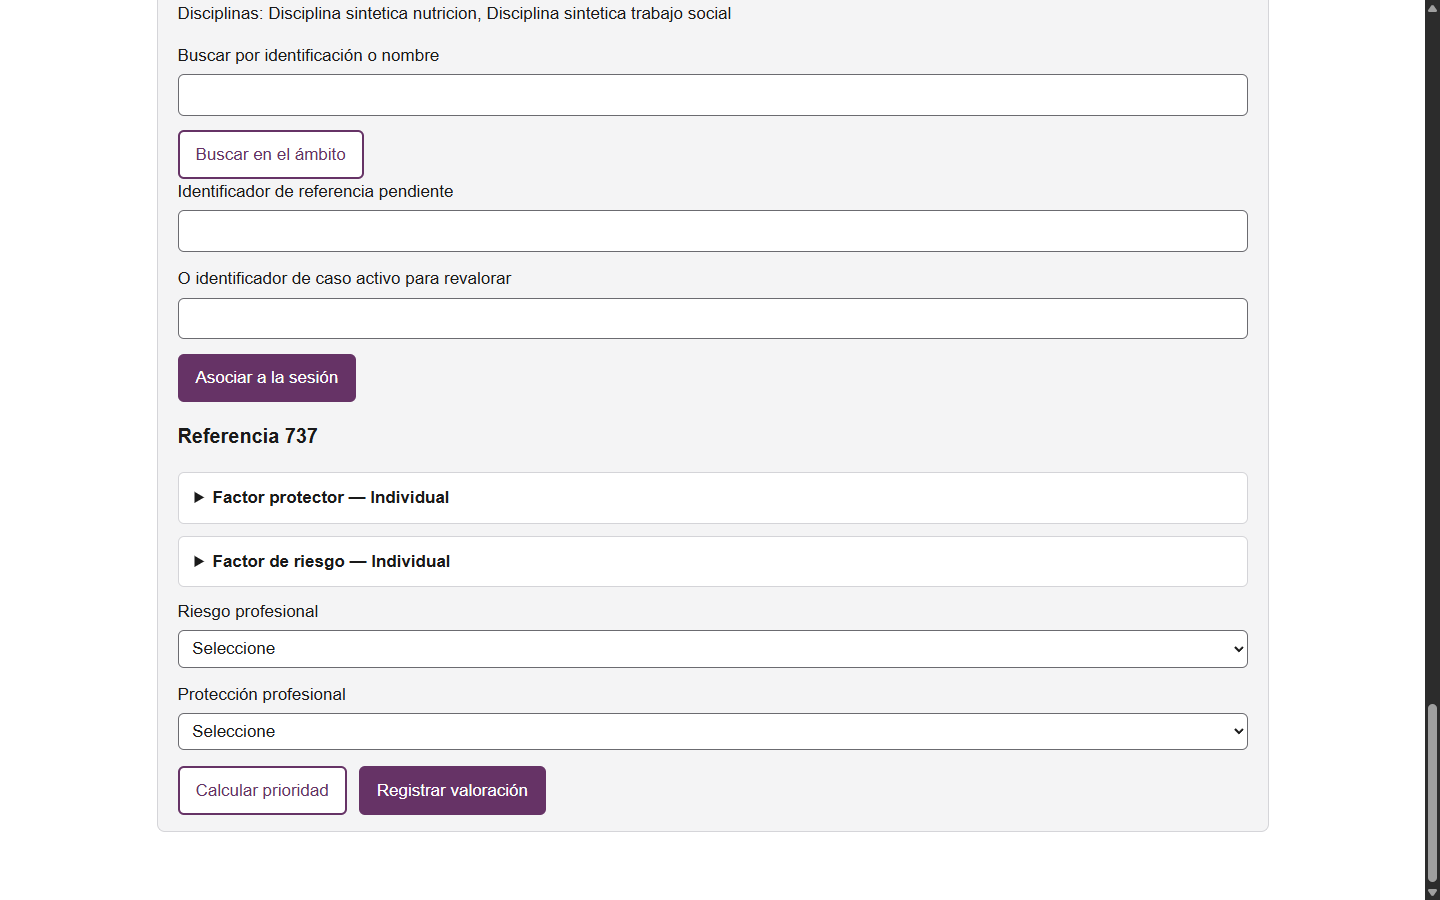 Disciplinas: Disciplina sintetica nutricion, Disciplina sintetica trabajo social
Buscar por identificación o nombre
Buscar en el ámbito
Identificador de referencia pendiente
O identificador de caso activo para revalorar
Asociar a la sesión
Referencia 737
Factor protector — Individual
Factor de riesgo — Individual
Riesgo profesional
Seleccione
Protección profesional
Seleccione
Calcular prioridad
Registrar valoración